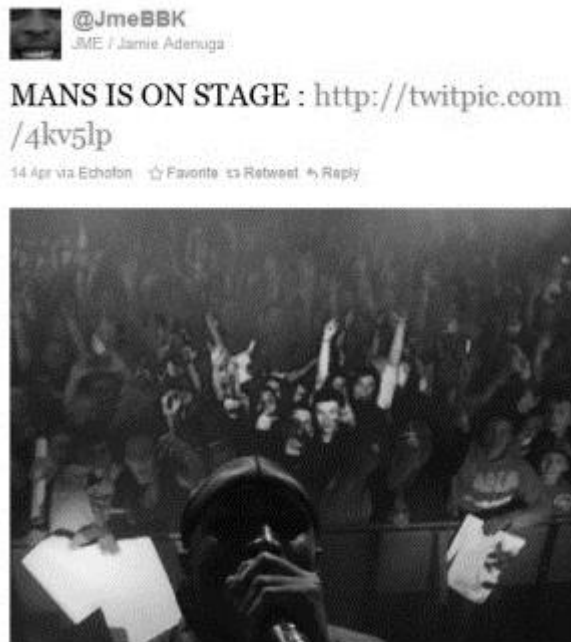 @JmeBBK
JME / Jamie Adenuga
MANS IS ON STAGE : http://twitpic.com
/4kv5lp
14 Apr via Echofon Favorite Retweet Reply